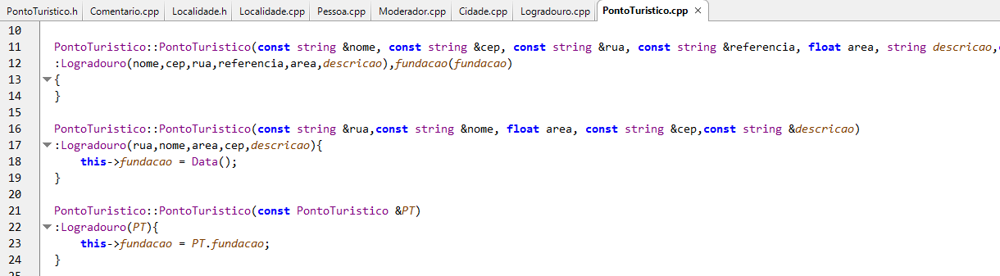 PontoTuristico.h Comentario.cpp Localidade.h Localidade.cpp Pessoa.cpp Moderador.cpp Cidade.cpp Logradouro.cpp PontoTuristico.cpp ×
10
11 PontoTuristico::PontoTuristico(const string &nome, const string &cep, const string &rua, const string &referencia, float area, string descricao,
12 :Logradouro(nome,cep,rua,referencia,area,descricao),fundacao(fundacao)
13 {
14 }
15
16 PontoTuristico::PontoTuristico(const string &rua,const string &nome, float area, const string &cep,const string &descricao)
17 :Logradouro(rua,nome,area,cep,descricao){
18 this->fundacao = Data();
19 }
20
21 PontoTuristico::PontoTuristico(const PontoTuristico &PT)
22 :Logradouro(PT){
23 this->fundacao = PT.fundacao;
24 }